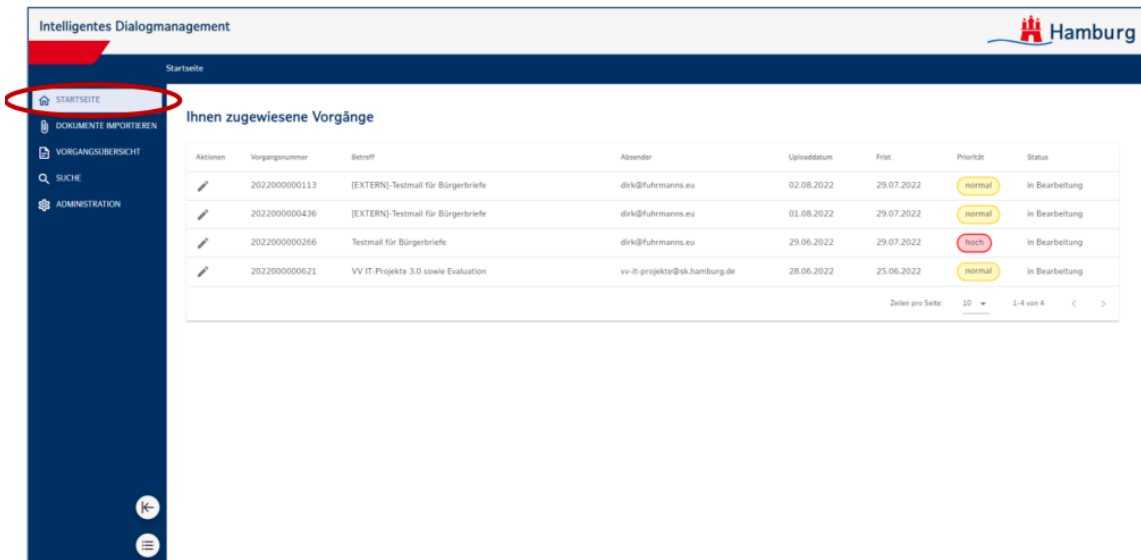 Intelligentes Dialogmanagement
Hamburg
Startseite
STARTSEITE
DOKUMENTE IMPORTIEREN
VORGANGSÜBERSICHT
SUCHE
ADMINISTRATION
Ihnen zugewiesene Vorgänge
Aktionen Vorgangsnummer Betreff Absender Uploaddatum Frist Priorität Status
2022000000113 [EXTERN]-Testmail für Bürgerbriefe dirk@fuhrmanns.eu 02.08.2022 29.07.2022 normal in Bearbeitung
2022000000436 [EXTERN]-Testmail für Bürgerbriefe dirk@fuhrmanns.eu 01.08.2022 29.07.2022 normal in Bearbeitung
2022000000266 Testmail für Bürgerbriefe dirk@fuhrmanns.eu 29.06.2022 29.07.2022 hoch in Bearbeitung
2022000000621 VV IT-Projekte 3.0 sowie Evaluation vv-it-projekte@sk.hamburg.de 28.06.2022 25.06.2022 normal in Bearbeitung
Zeilen pro Seite: 10 1-4 von 4